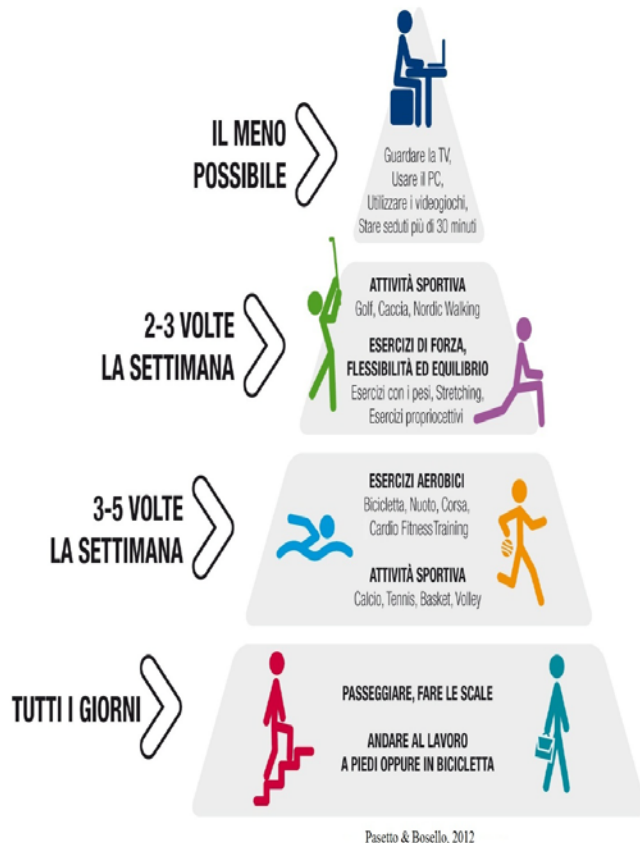 IL MENO
POSSIBILE
Guardare la TV,
Usare il PC,
Utilizzare i videogiochi,
Stare seduti più di 30 minuti
2-3 VOLTE
LA SETTIMANA
ATTIVITÀ SPORTIVA
Golf, Caccia, Nordic Walking
ESERCIZI DI FORZA,
FLESSIBILITÀ ED EQUILIBRIO
Esercizi con i pesi, Stretching,
Esercizi propriocettivi
3-5 VOLTE
LA SETTIMANA
ESERCIZI AEROBICI
Bicicletta, Nuoto, Corsa,
Cardio FitnessTraining
ATTIVITÀ SPORTIVA
Calcio, Tennis, Basket, Volley
TUTTI I GIORNI
PASSEGGIARE, FARE LE SCALE
ANDARE AL LAVORO
A PIEDI OPPURE IN BICICLETTA
Pasetto & Bosello, 2012